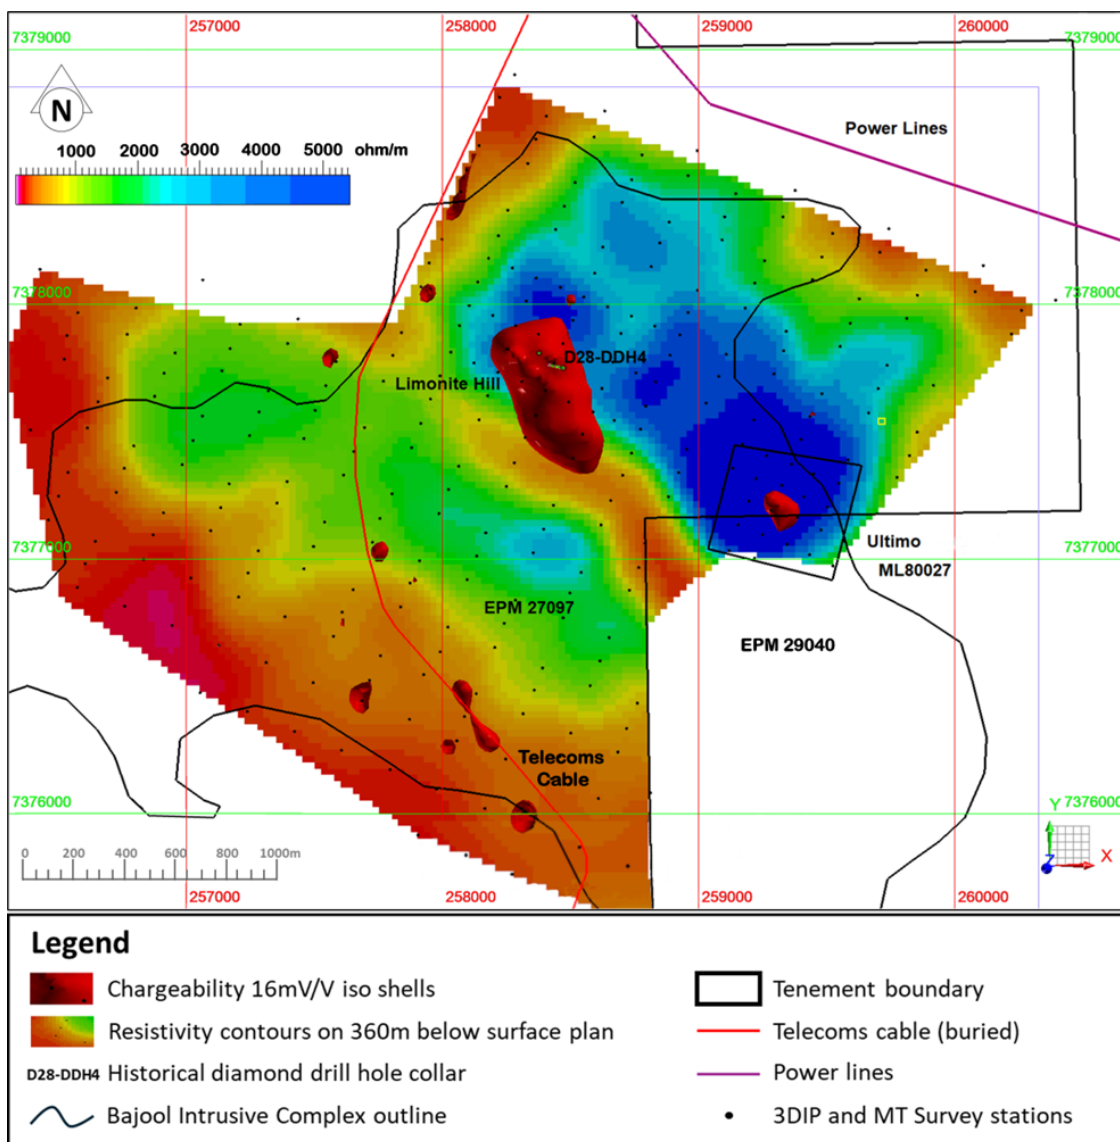 257000 258000 259000 260000
7379000 7379000
N
Power Lines
1000 2000 3000 4000 5000 ohm/m
7378000 7378000
D28-DDH4
Limonite Hill
Ultimo
7377000 7377000
ML80027
EPM 27097
EPM 29040
Telecoms
Cable
7376000 7376000
Y
Z
X
0 200 400 600 800 1000m
257000 258000 259000 260000
Legend
Chargeability 16mV/V iso shells
Resistivity contours on 360m below surface plan
D28-DDH4 Historical diamond drill hole collar
Bajool Intrusive Complex outline
Tenement boundary
Telecoms cable (buried)
Power lines
3DIP and MT Survey stations